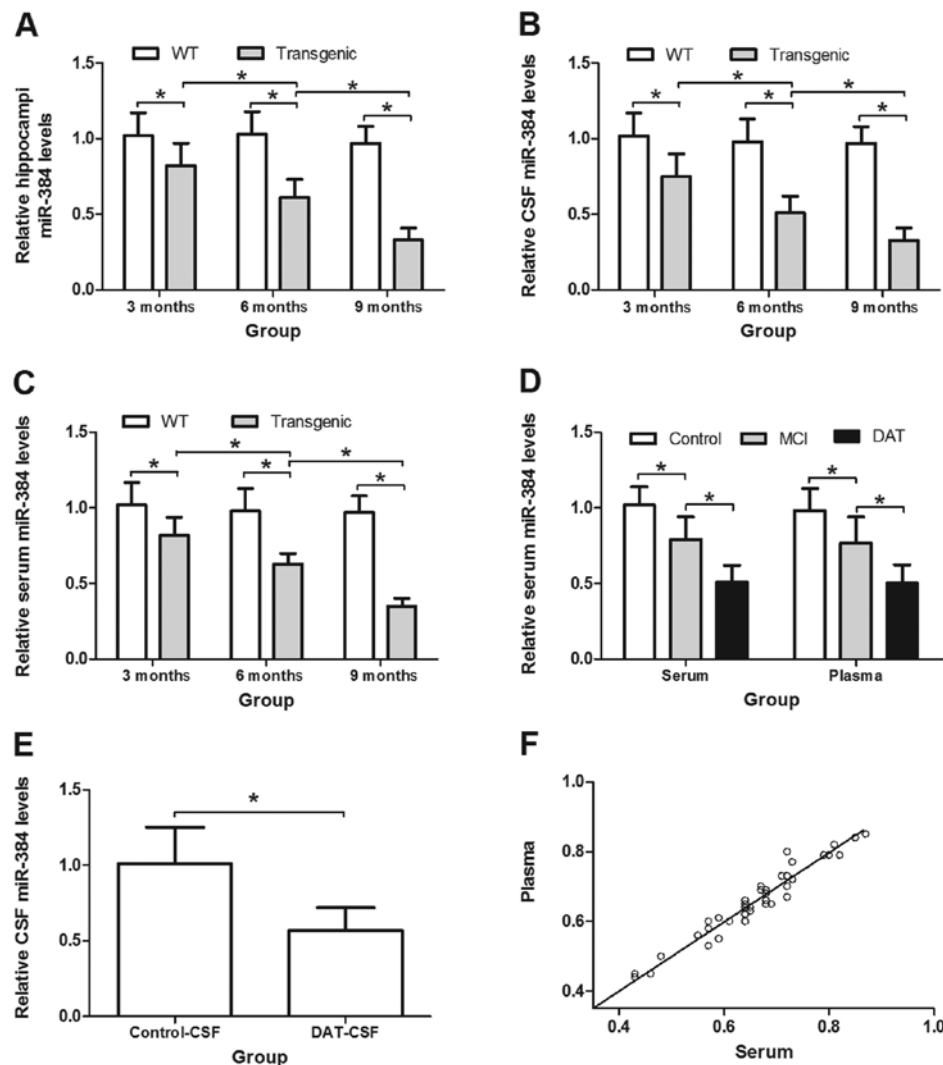 A
WT Transgenic
Relative hippocampi
miR-384 levels
1.5
1.0
0.5
0.0
* * * * *
3 months 6 months 9 months
Group
B
WT Transgenic
Relative CSF miR-384 levels
1.5
1.0
0.5
0.0
* * * * *
3 months 6 months 9 months
Group
C
WT Transgenic
Relative serum miR-384 levels
1.5
1.0
0.5
0.0
* * * * *
3 months 6 months 9 months
Group
D
Control MCI DAT
Relative serum miR-384 levels
1.5
1.0
0.5
0.0
* * * *
Serum Plasma
Group
E
Relative CSF miR-384 levels
1.5
1.0
0.5
0.0
*
Control-CSF DAT-CSF
Group
F
Plasma
1.0
0.8
0.6
0.4
0.4 0.6 0.8 1.0
Serum